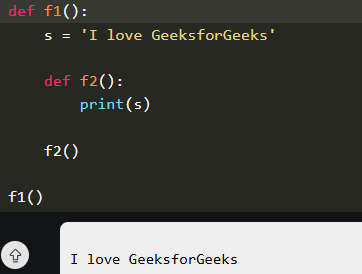 def f1():
    s = 'I love GeeksforGeeks'
    def f2():
        print(s)
    f2()
f1()
I love GeeksforGeeks